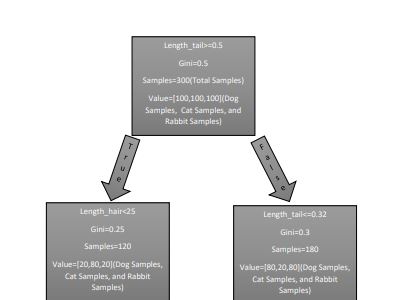 Length_tail>=0.5
Gini=0.5
Samples=300(Total Samples)
Value=[100,100,100](Dog
Samples, Cat Samples, and
Rabbit Samples)
True
False
Length_hair<25
Gini=0.25
Samples=120
Value=[20,80,20](Dog Samples,
Cat Samples, and Rabbit
Samples)
Length_tail<=0.32
Gini=0.3
Samples=180
Value=[80,20,80](Dog Samples,
Cat Samples, and Rabbit
Samples)